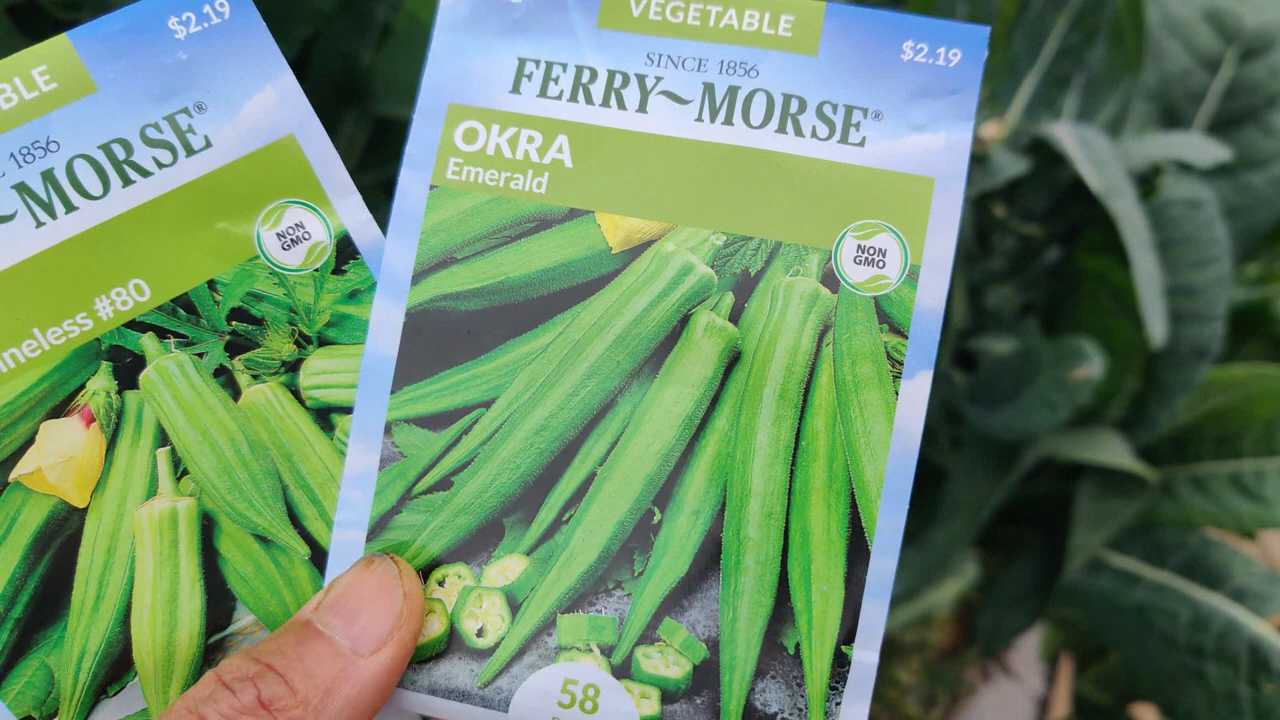 $2.19
BLE
1856
~MORSE®
NON
GMO
neless #80
VEGETABLE
$2.19
SINCE 1856
FERRY~MORSE®
OKRA
Emerald
NON
GMO
58